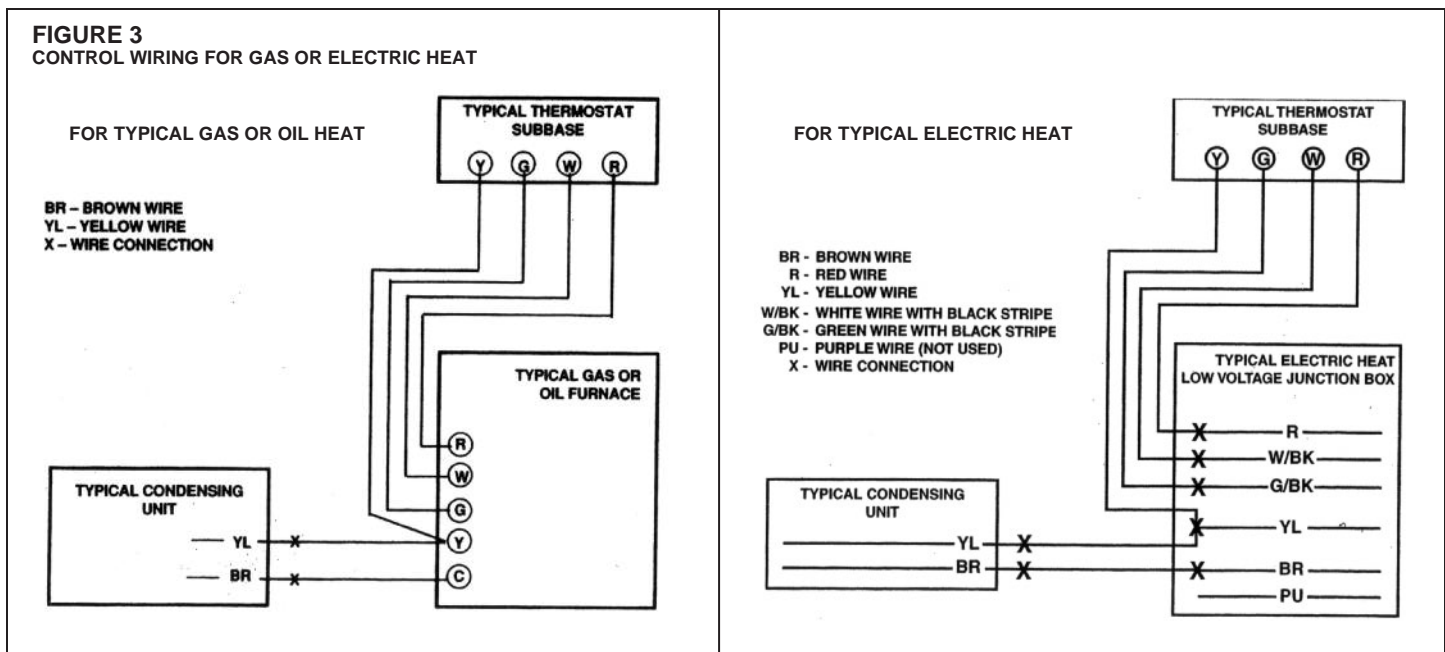 FIGURE 3
CONTROL WIRING FOR GAS OR ELECTRIC HEAT
FOR TYPICAL GAS OR OIL HEAT
TYPICAL THERMOSTAT
SUBBASE
Y G W R
BR – BROWN WIRE
YL – YELLOW WIRE
X – WIRE CONNECTION
TYPICAL GAS OR
OIL FURNACE
R
W
G
Y
C
TYPICAL CONDENSING
UNIT
YL X
BR X
FOR TYPICAL ELECTRIC HEAT
TYPICAL THERMOSTAT
SUBBASE
Y G W R
BR - BROWN WIRE
R - RED WIRE
YL - YELLOW WIRE
W/BK - WHITE WIRE WITH BLACK STRIPE
G/BK - GREEN WIRE WITH BLACK STRIPE
PU - PURPLE WIRE (NOT USED)
X - WIRE CONNECTION
TYPICAL ELECTRIC HEAT
LOW VOLTAGE JUNCTION BOX
X R
X W/BK
X G/BK
X YL
X BR
PU
TYPICAL CONDENSING
UNIT
YL X
BR X